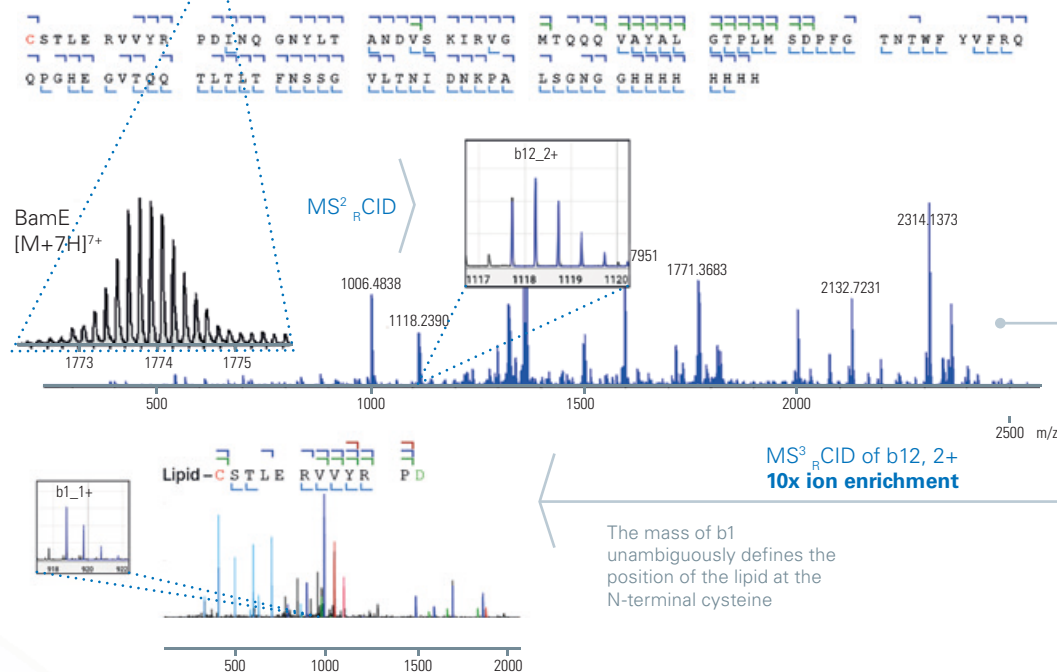 CSTLE RVVYR PDINQ GNYLT ANDVS KIRVG MTQQQ VAYAL GTPLM SDPFG TNTWF YVFRQ
QPGHE GVTQQ TLTLT FNSSG VLTNI DNKPA LSGNG GHHHH HHHH
BamE
[M+7H]7+
1773 1774 1775
MS2 RCID
b12_2+
1117 1118 1119 1120
1006.4838
1118.2390
7951
1771.3683
2132.7231
2314.1373
500 1000 1500 2000 2500 m/z
MS3 RCID of b12, 2+
10x ion enrichment
The mass of b1
unambiguously defines the
position of the lipid at the
N-terminal cysteine
Lipid-CSTLE RVVYR PD
b1_1+
918 920 922
500 1000 1500 2000